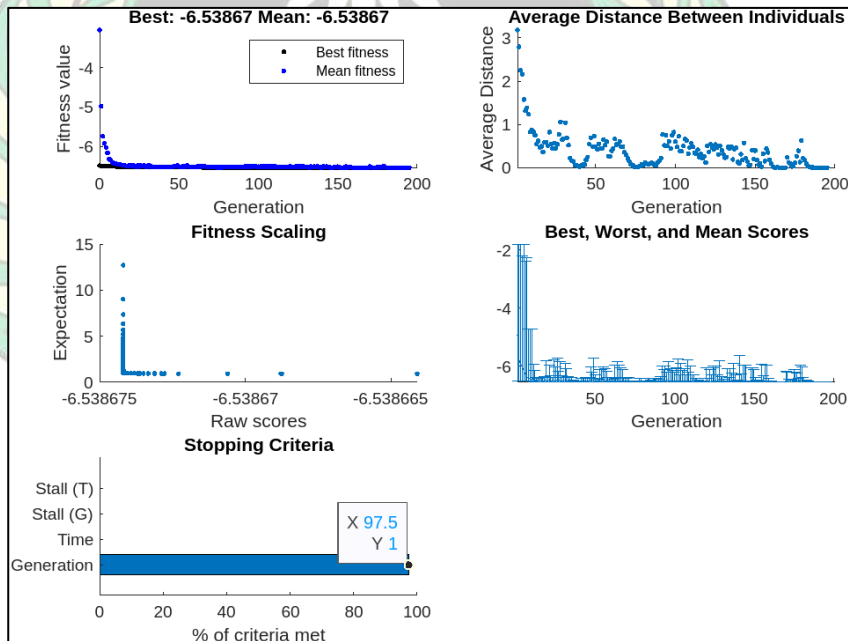 Best: -6.53867 Mean: -6.53867
Fitness value
-4
-5
-6
Best fitness
Mean fitness
0 50 100 150 200
Generation
Average Distance Between Individuals
Average Distance
3
2
1
0
50 100 150 200
Generation
Fitness Scaling
Expectation
15
10
5
0
-6.538675 -6.53867 -6.538665
Raw scores
Best, Worst, and Mean Scores
-2
-4
-6
50 100 150 200
Generation
Stopping Criteria
Stall (T)
Stall (G)
Time
Generation
X 97.5
Y 1
0 20 40 60 80 100
% of criteria met